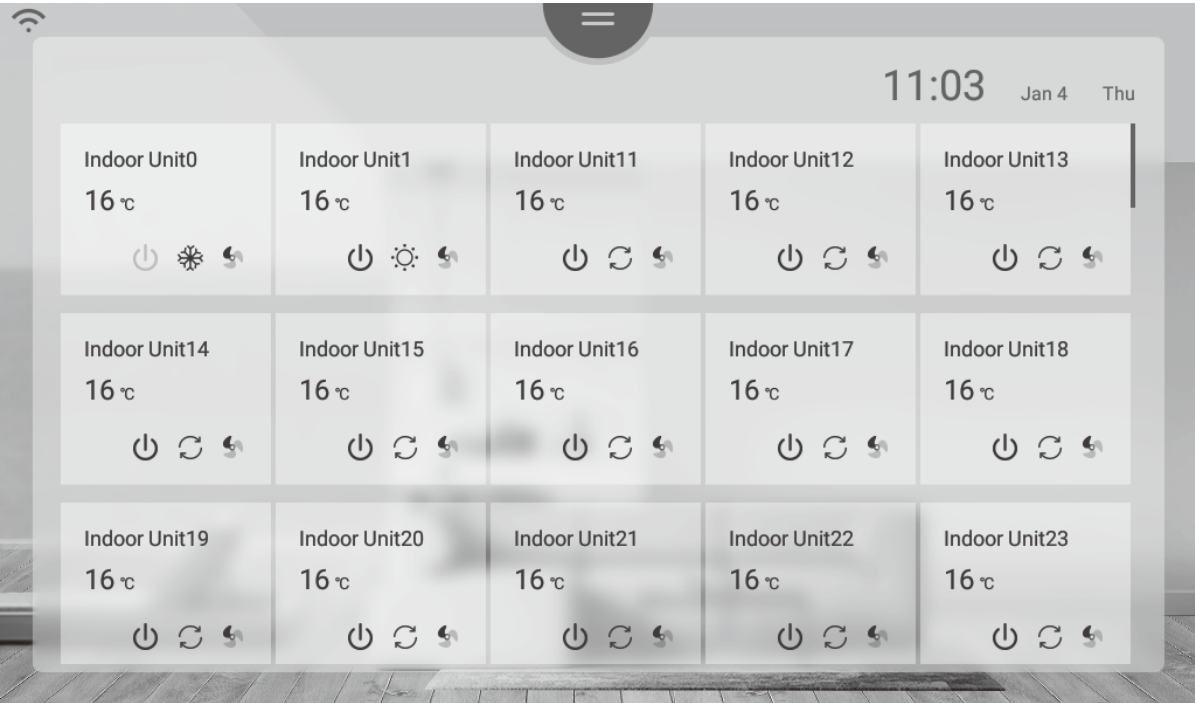 11:03 Jan 4 Thu
Indoor Unit0 Indoor Unit1 Indoor Unit11 Indoor Unit12 Indoor Unit13
16 ℃ 16 ℃ 16 ℃ 16 ℃ 16 ℃
Indoor Unit14 Indoor Unit15 Indoor Unit16 Indoor Unit17 Indoor Unit18
16 ℃ 16 ℃ 16 ℃ 16 ℃ 16 ℃
Indoor Unit19 Indoor Unit20 Indoor Unit21 Indoor Unit22 Indoor Unit23
16 ℃ 16 ℃ 16 ℃ 16 ℃ 16 ℃